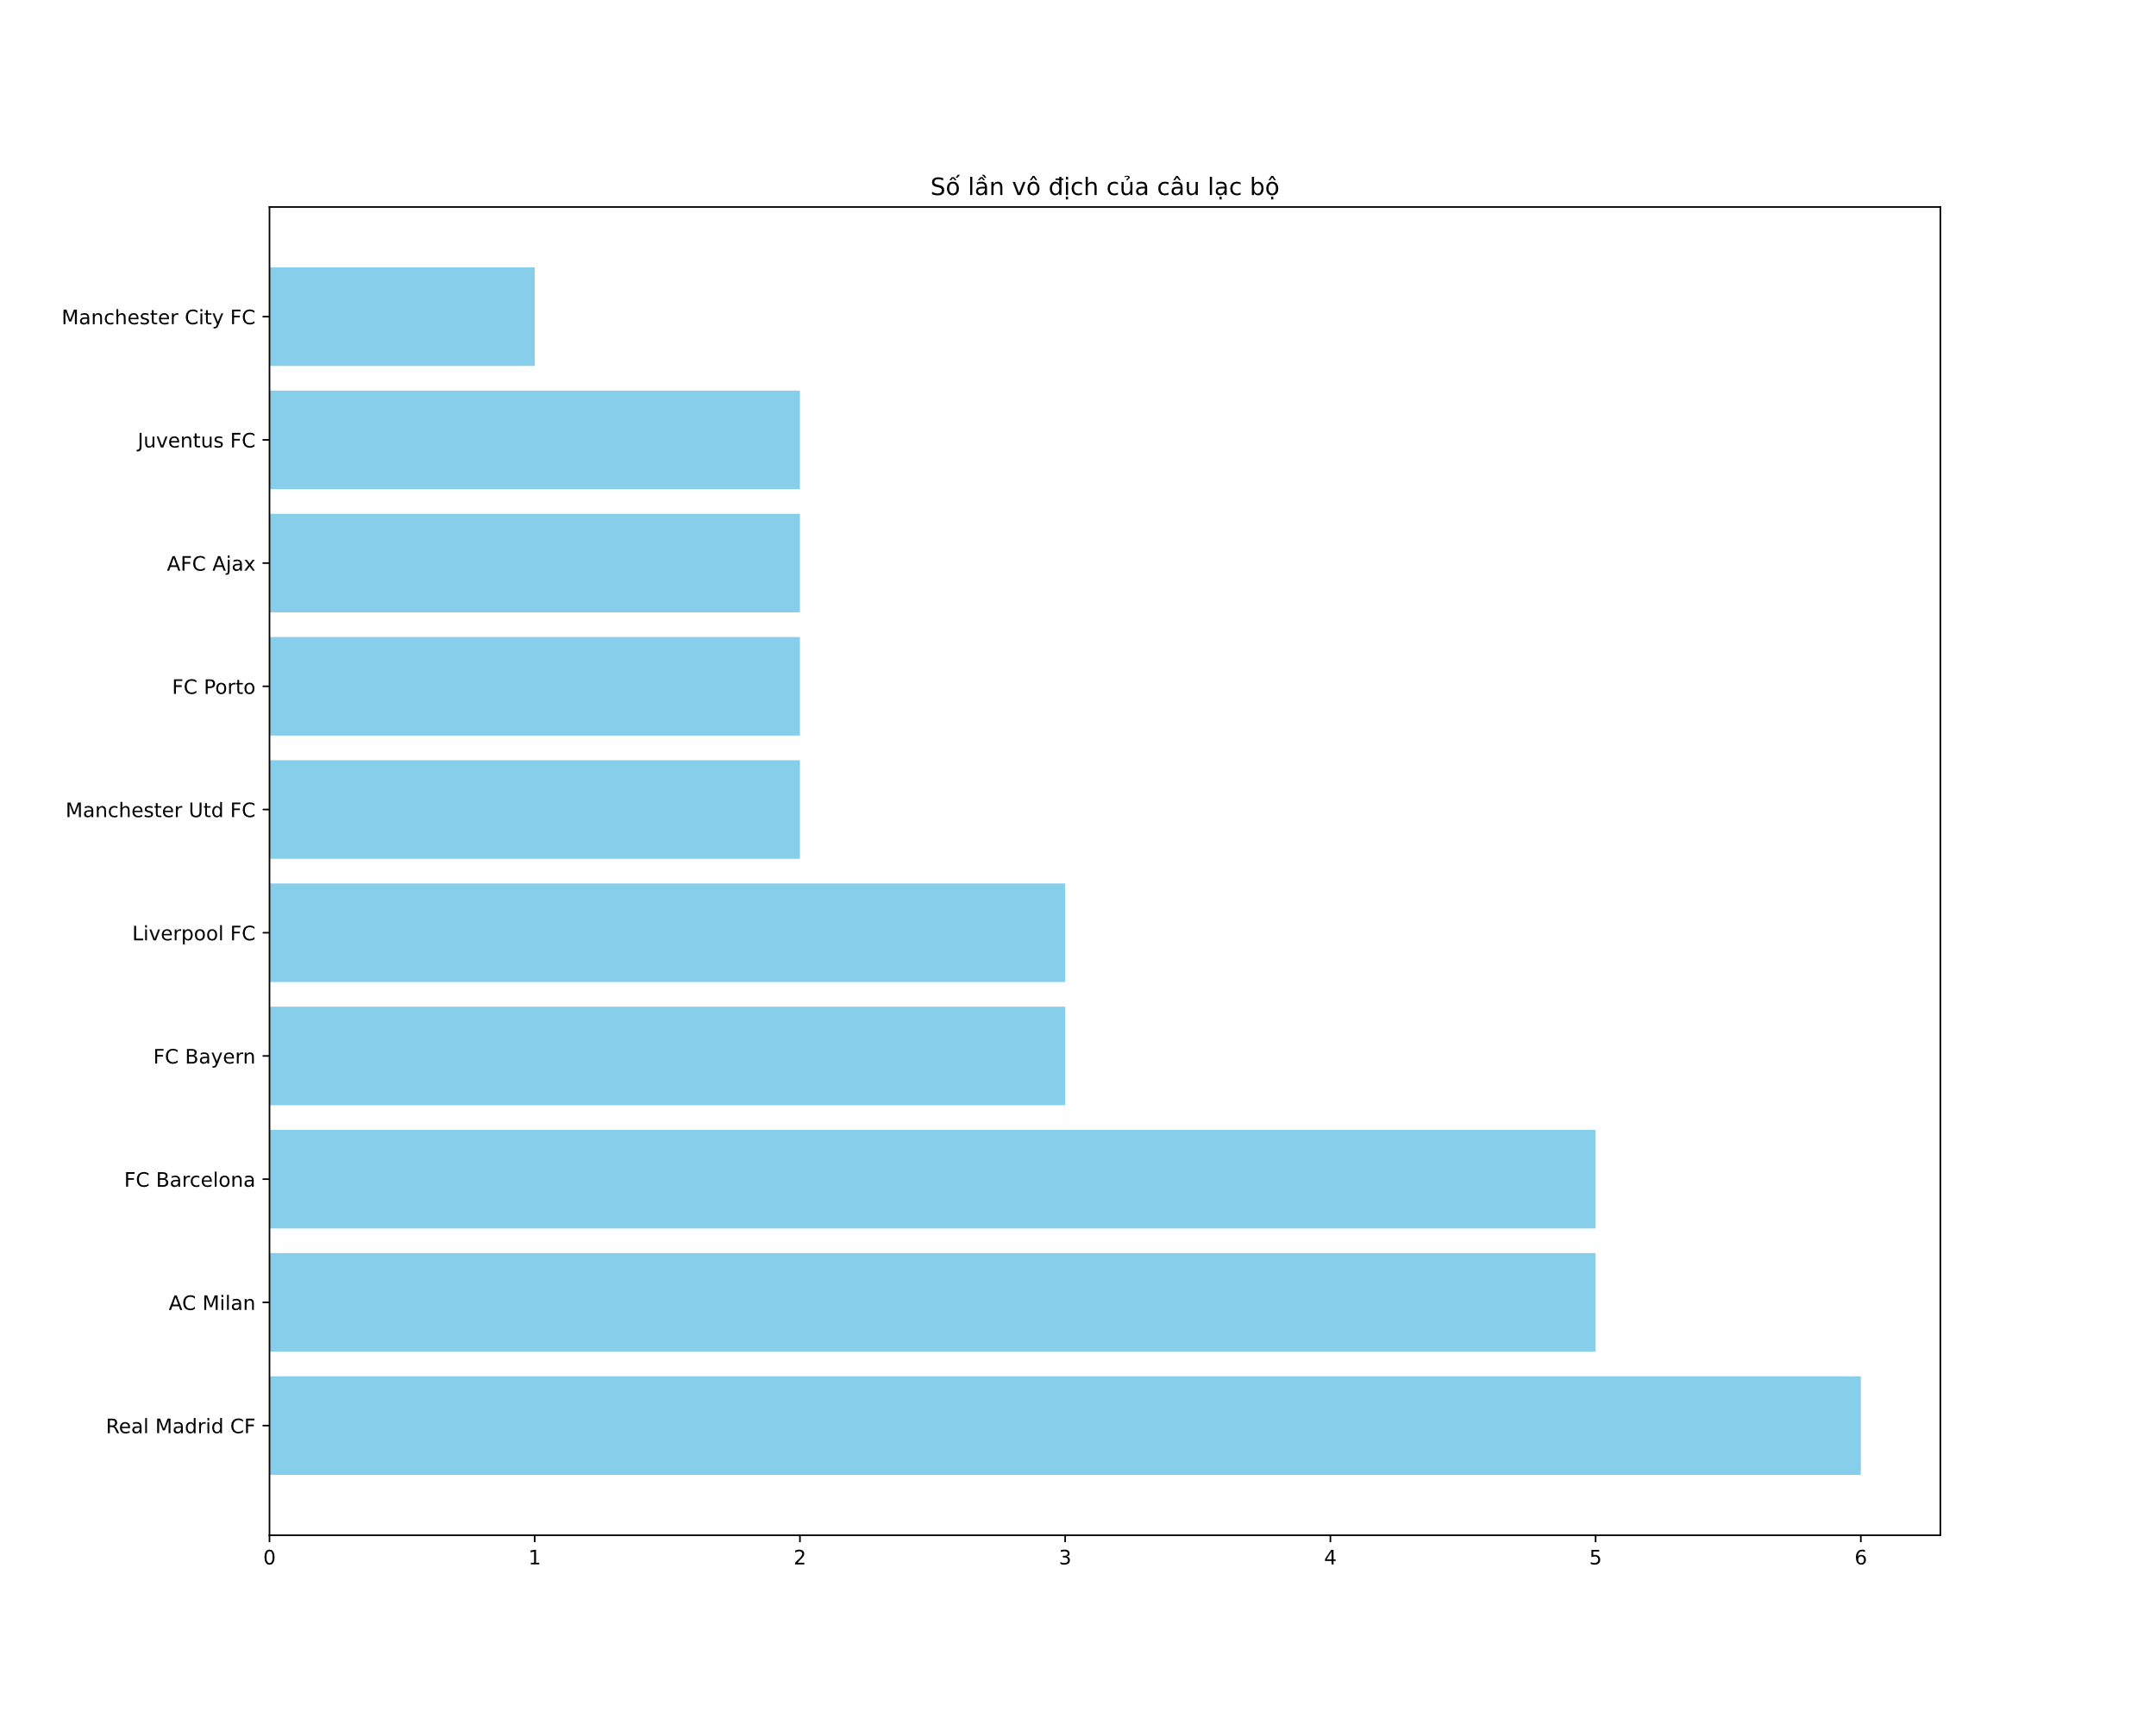 Số lần vô địch của câu lạc bộ
Manchester City FC
Juventus FC
AFC Ajax
FC Porto
Manchester Utd FC
Liverpool FC
FC Bayern
FC Barcelona
AC Milan
Real Madrid CF
0 1 2 3 4 5 6